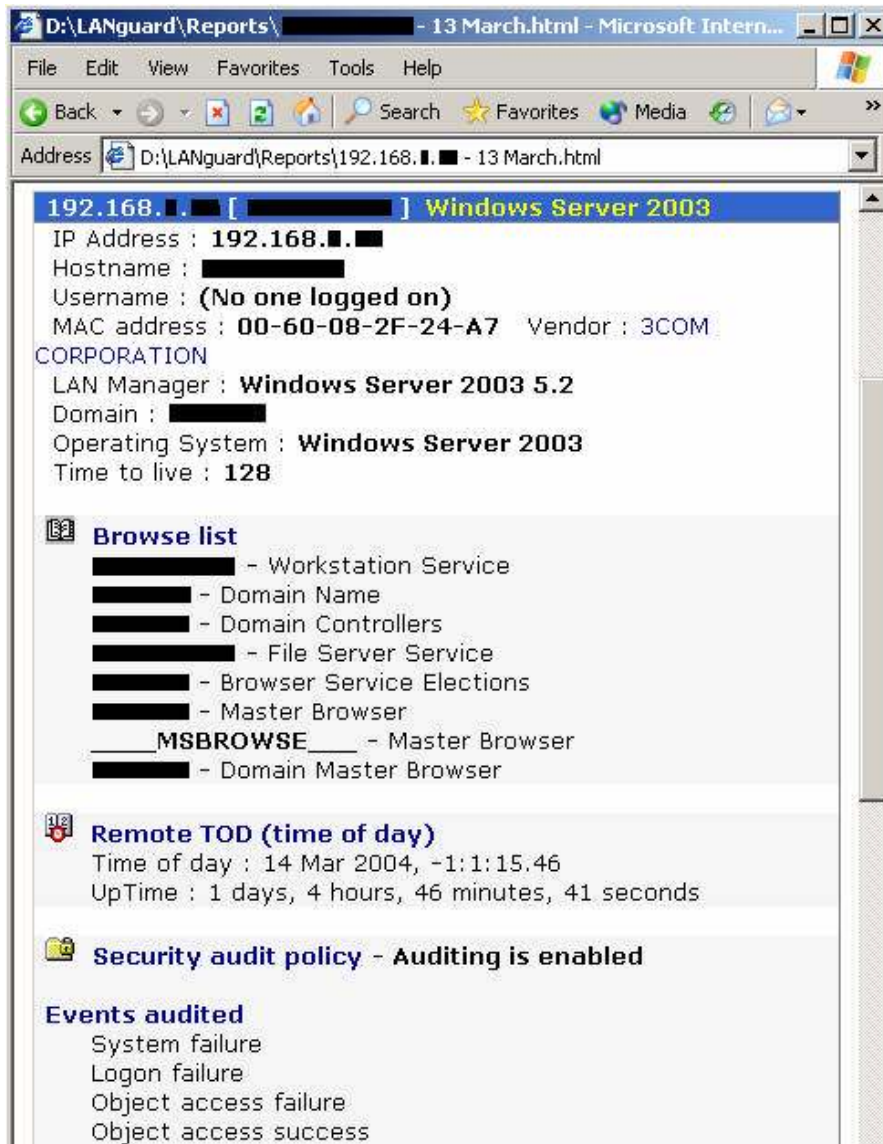 D:\LANguard\Reports\ - 13 March.html - Microsoft Intern...
File Edit View Favorites Tools Help
Back Search Favorites Media »
Address D:\LANguard\Reports\192.168. . - 13 March.html
192.168. . [ ] Windows Server 2003
IP Address : 192.168. .
Hostname :
Username : (No one logged on)
MAC address : 00-60-08-2F-24-A7 Vendor : 3COM
CORPORATION
LAN Manager : Windows Server 2003 5.2
Domain :
Operating System : Windows Server 2003
Time to live : 128
Browse list
- Workstation Service
- Domain Name
- Domain Controllers
- File Server Service
- Browser Service Elections
- Master Browser
_____MSBROWSE____ - Master Browser
- Domain Master Browser
Remote TOD (time of day)
Time of day : 14 Mar 2004, -1:1:15.46
UpTime : 1 days, 4 hours, 46 minutes, 41 seconds
Security audit policy - Auditing is enabled
Events audited
System failure
Logon failure
Object access failure
Object access success